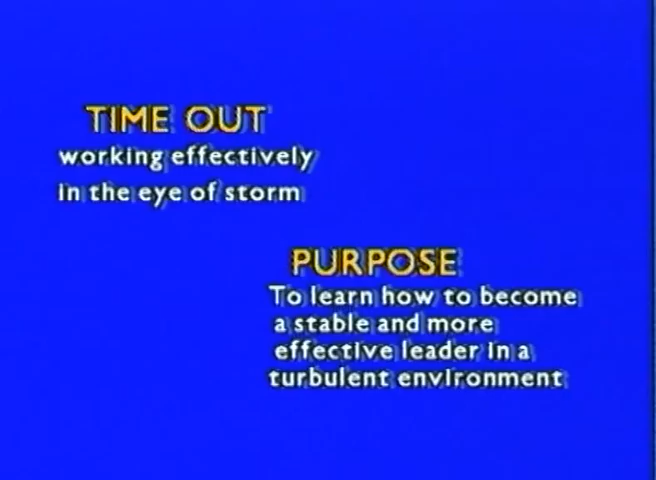 TIME OUT
working effectively
in the eye of storm
PURPOSE
To learn how to become
a stable and more
effective leader in a
turbulent environment